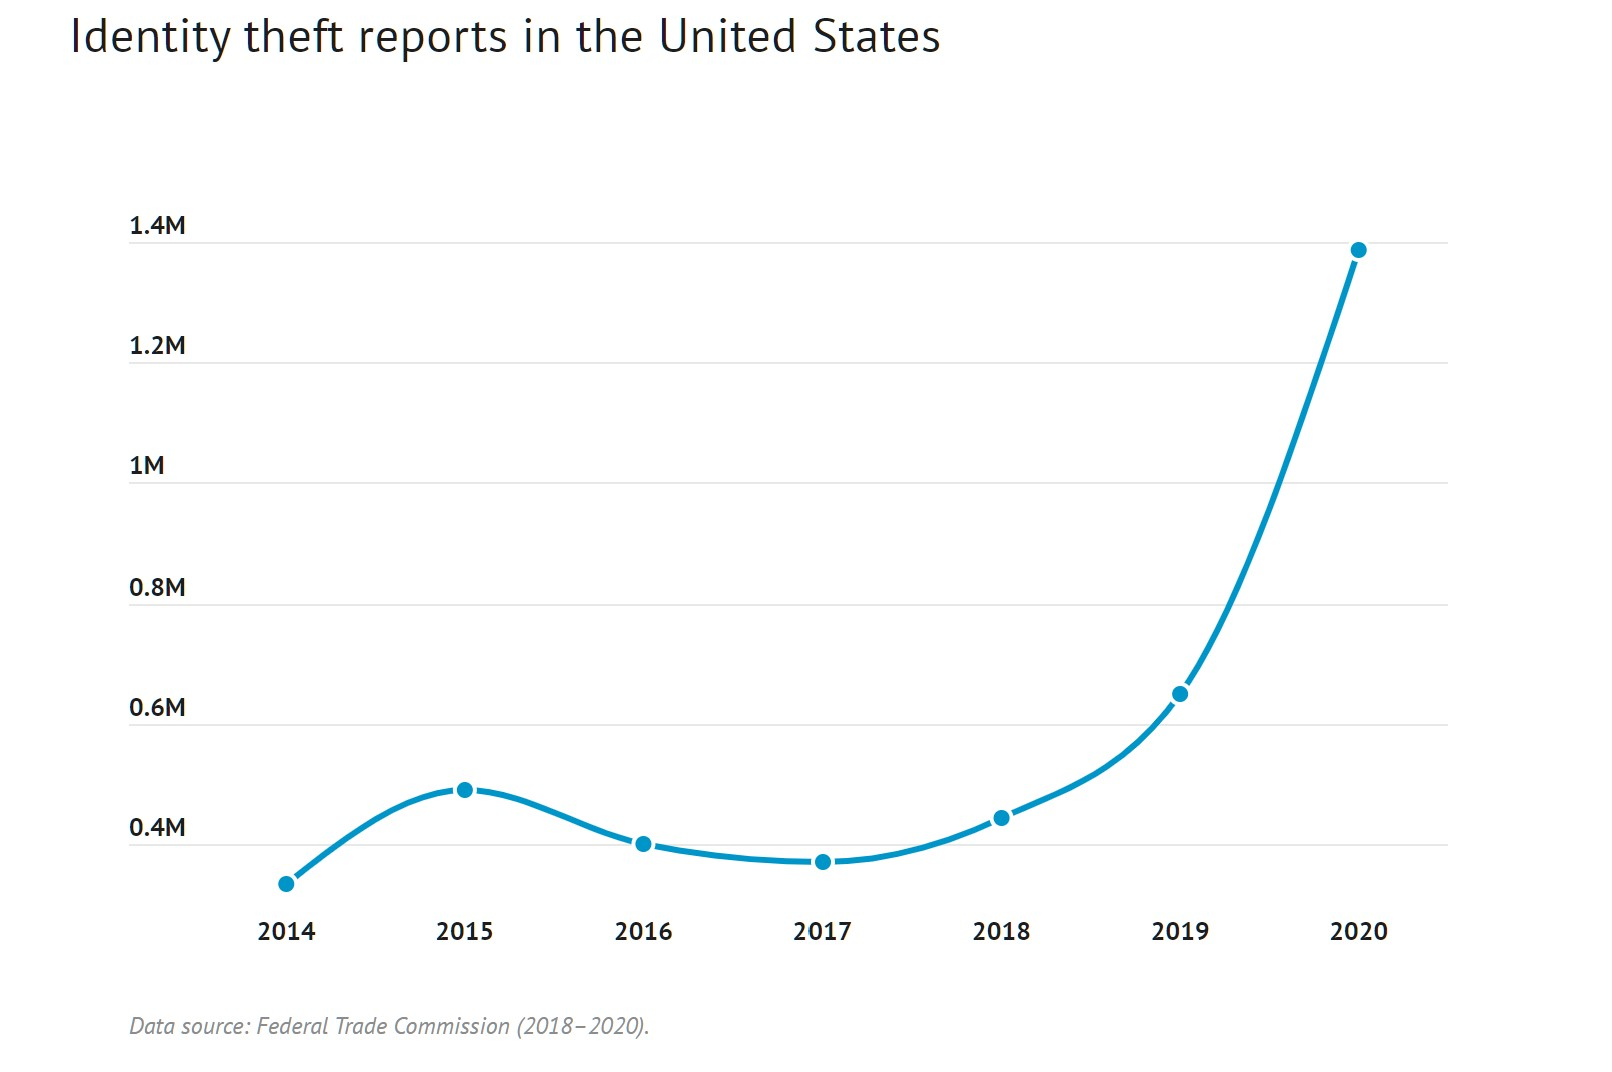 Identity theft reports in the United States
1.4M
1.2M
1M
0.8M
0.6M
0.4M
2014 2015 2016 2017 2018 2019 2020
Data source: Federal Trade Commission (2018–2020).